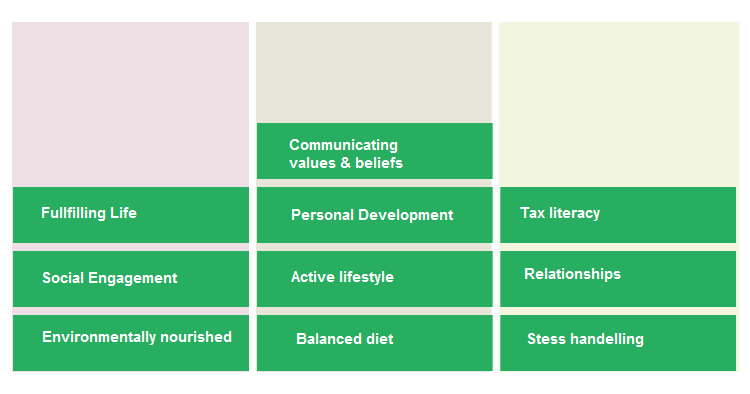 Communicating
values & beliefs
Fullfilling Life
Personal Development
Tax literacy
Social Engagement
Active lifestyle
Relationships
Environmentally nourished
Balanced diet
Stess handelling